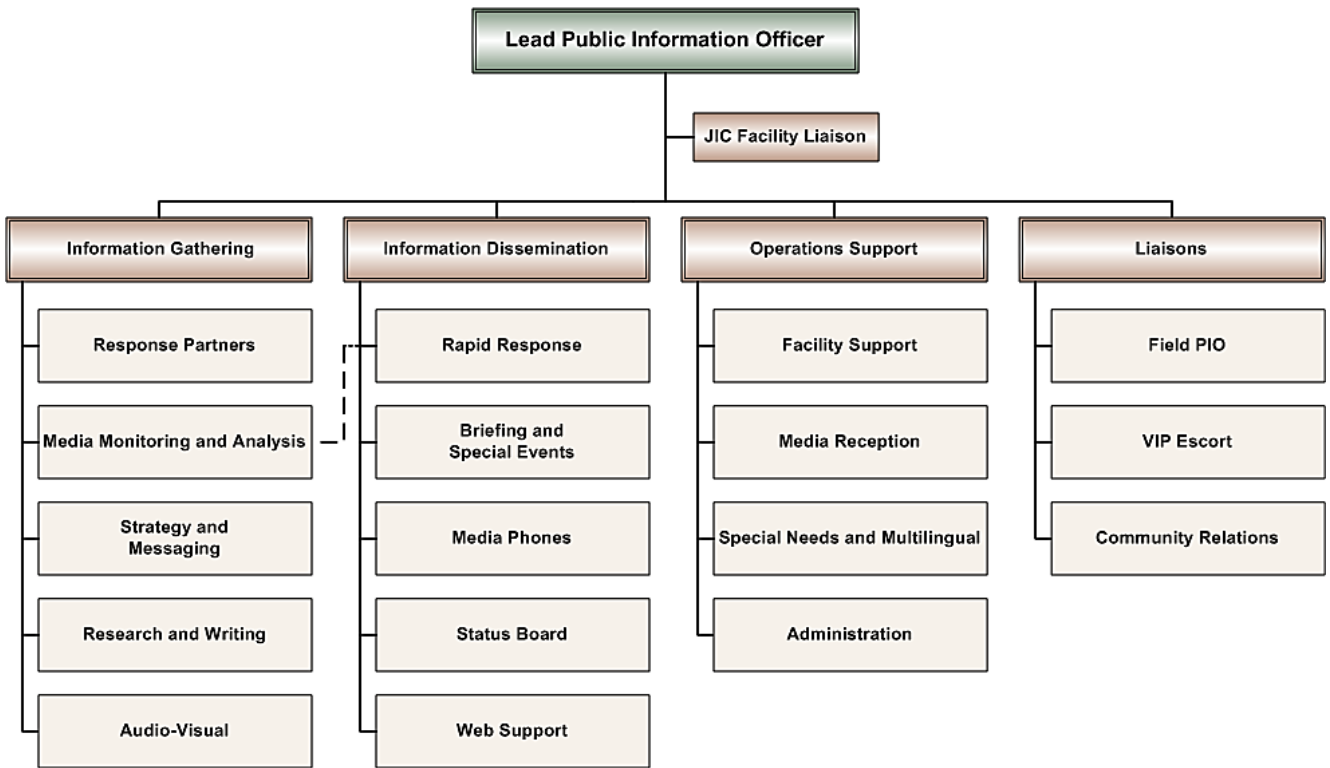 Lead Public Information Officer
JIC Facility Liaison
Information Gathering
Response Partners
Media Monitoring and Analysis
Strategy and
Messaging
Research and Writing
Audio-Visual
Information Dissemination
Rapid Response
Briefing and
Special Events
Media Phones
Status Board
Web Support
Operations Support
Facility Support
Media Reception
Special Needs and Multilingual
Administration
Liaisons
Field PIO
VIP Escort
Community Relations